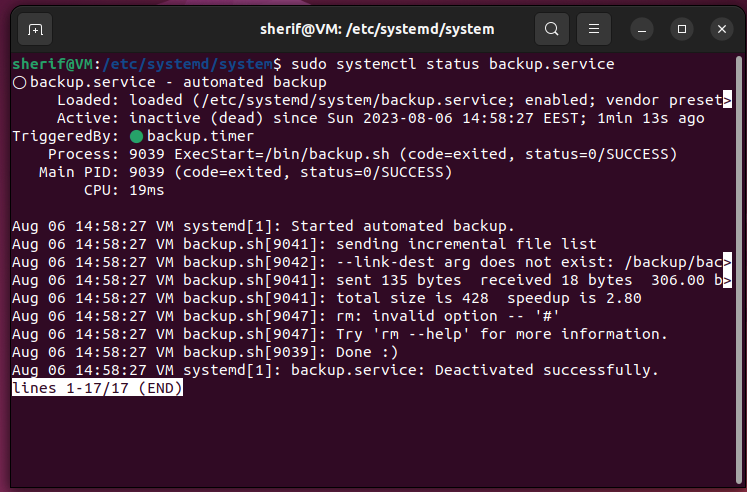 sherif@VM: /etc/systemd/system
sherif@VM:/etc/systemd/system$ sudo systemctl status backup.service
○ backup.service - automated backup
     Loaded: loaded (/etc/systemd/system/backup.service; enabled; vendor preset>
     Active: inactive (dead) since Sun 2023-08-06 14:58:27 EEST; 1min 13s ago
TriggeredBy: ● backup.timer
    Process: 9039 ExecStart=/bin/backup.sh (code=exited, status=0/SUCCESS)
   Main PID: 9039 (code=exited, status=0/SUCCESS)
        CPU: 19ms

Aug 06 14:58:27 VM systemd[1]: Started automated backup.
Aug 06 14:58:27 VM backup.sh[9041]: sending incremental file list
Aug 06 14:58:27 VM backup.sh[9042]: --link-dest arg does not exist: /backup/bac>
Aug 06 14:58:27 VM backup.sh[9041]: sent 135 bytes  received 18 bytes  306.00 b>
Aug 06 14:58:27 VM backup.sh[9041]: total size is 428  speedup is 2.80
Aug 06 14:58:27 VM backup.sh[9047]: rm: invalid option -- '#'
Aug 06 14:58:27 VM backup.sh[9047]: Try 'rm --help' for more information.
Aug 06 14:58:27 VM backup.sh[9039]: Done :)
Aug 06 14:58:27 VM systemd[1]: backup.service: Deactivated successfully.
lines 1-17/17 (END)